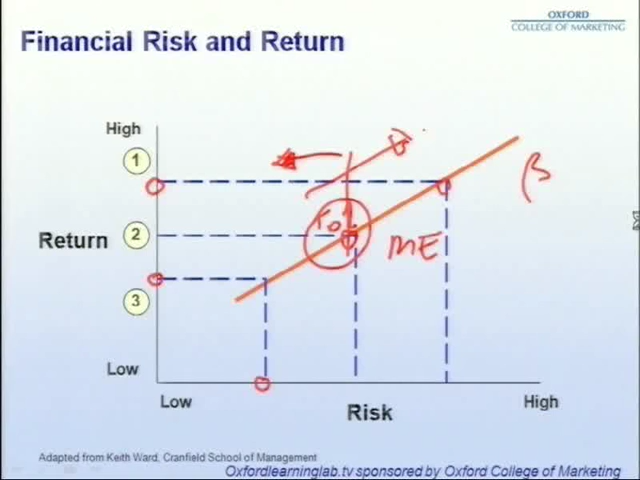 OXFORD
COLLEGE OF MARKETING
Financial Risk and Return
High
1
2
3
Return
10%
ME
β
Low
Low
High
Risk
Adapted from Keith Ward, Cranfield School of Management
Oxfordlearninglab.tv sponsored by Oxford College of Marketing